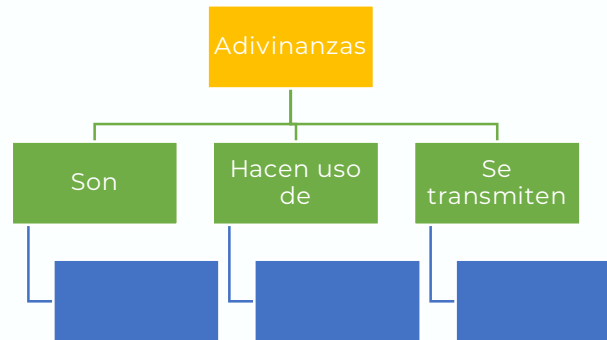 Adivinanzas
Son
Hacen uso
de
Se
transmiten